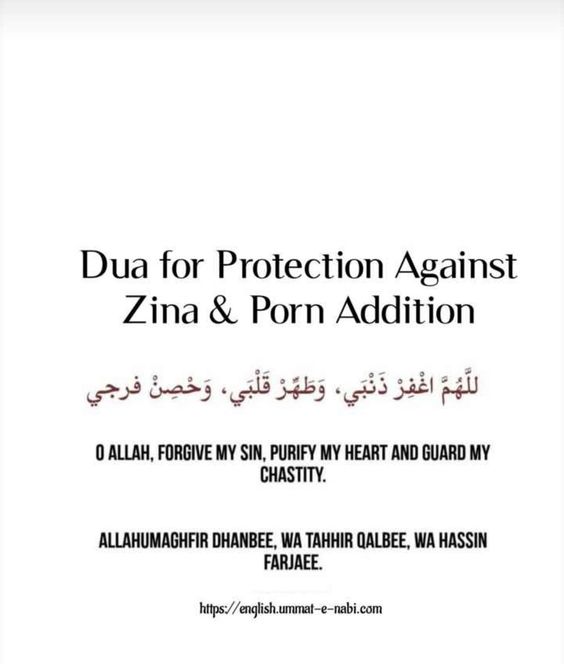 Dua for Protection Against
Zina & Porn Addition
للَّهُمَّ اغْفِرْ ذَنْبَي، وَطَهِّرْ قَلْبَي، وَحْصِنْ فرجي
O ALLAH, FORGIVE MY SIN, PURIFY MY HEART AND GUARD MY
CHASTITY.
ALLAHUMAGHFIR DHANBEE, WA TAHHIR QALBEE, WA HASSIN
FARJAEE.
https://english.ummat-e-nabi.com